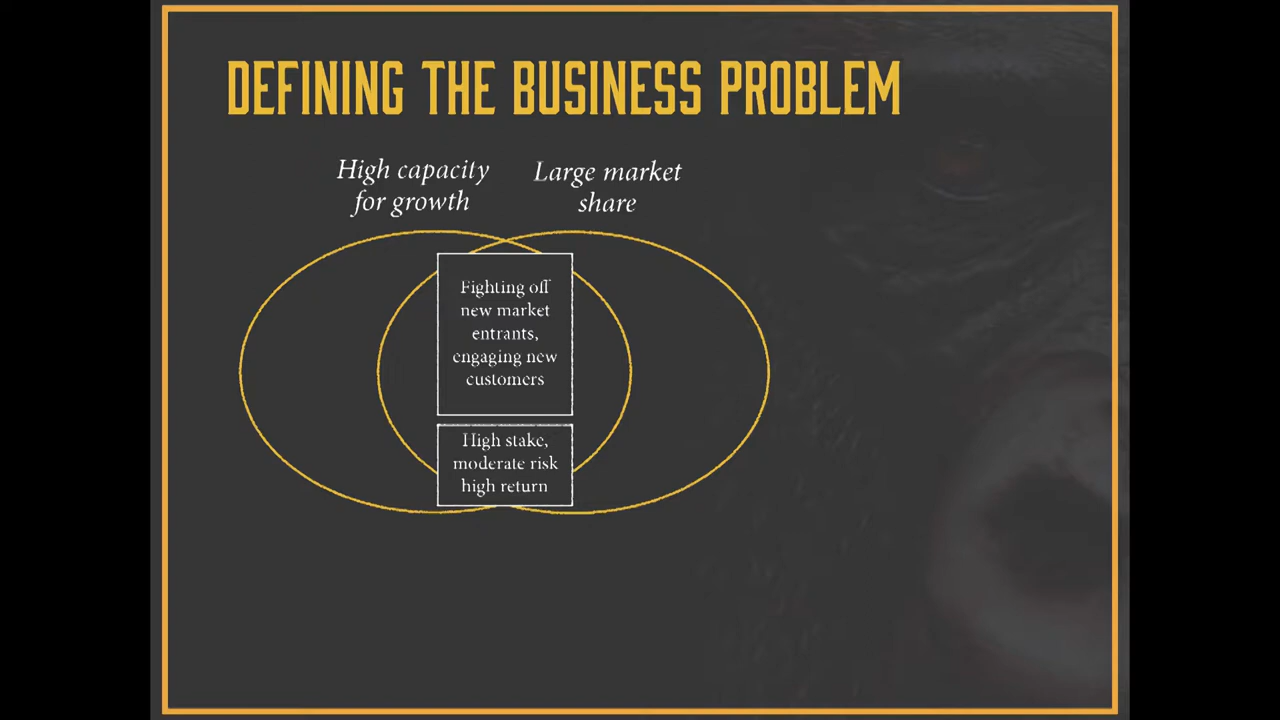 DEFINING THE BUSINESS PROBLEM
High capacity
for growth
Large market
share
Fighting off
new market
entrants,
engaging new
customers
High stake,
moderate risk
high return